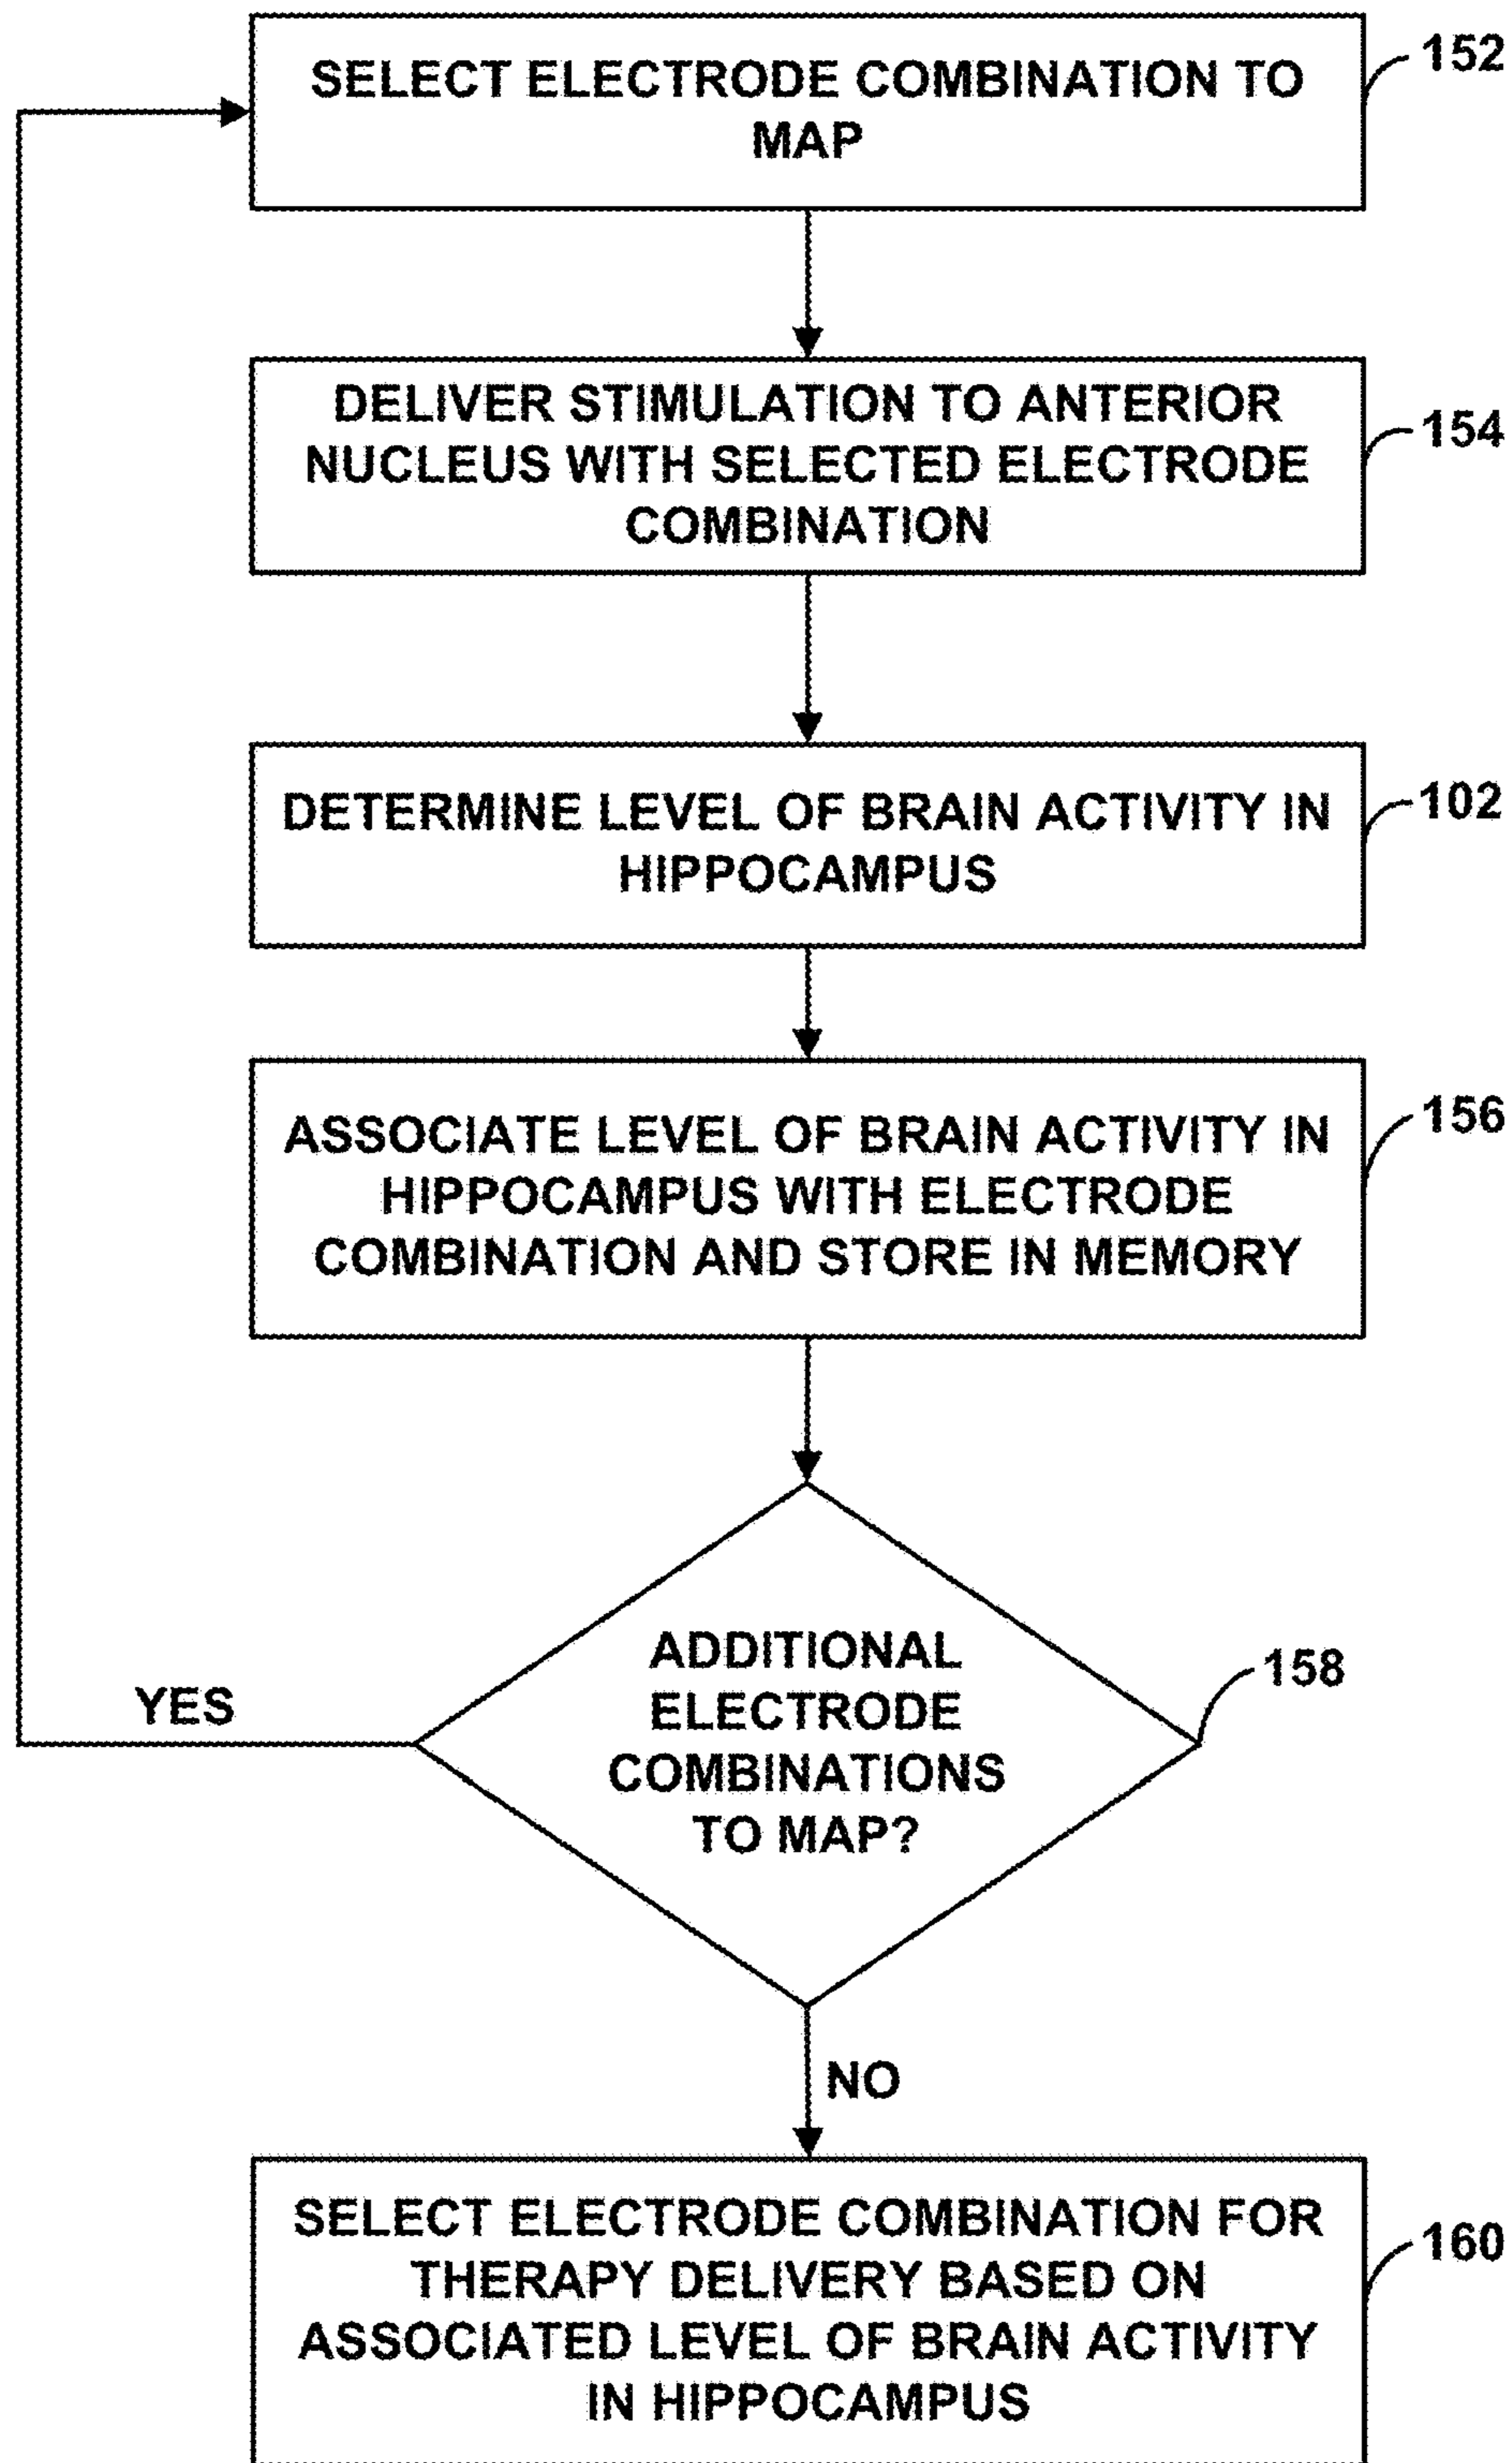 SELECT ELECTRODE COMBINATION TO
MAP
152
DELIVER STIMULATION TO ANTERIOR
NUCLEUS WITH SELECTED ELECTRODE
COMBINATION
154
DETERMINE LEVEL OF BRAIN ACTIVITY IN
HIPPOCAMPUS
102
ASSOCIATE LEVEL OF BRAIN ACTIVITY IN
HIPPOCAMPUS WITH ELECTRODE
COMBINATION AND STORE IN MEMORY
156
ADDITIONAL
ELECTRODE
COMBINATIONS
TO MAP?
158
YES
NO
SELECT ELECTRODE COMBINATION FOR
THERAPY DELIVERY BASED ON
ASSOCIATED LEVEL OF BRAIN ACTIVITY
IN HIPPOCAMPUS
160